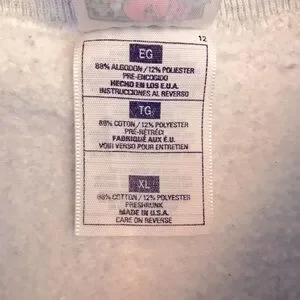 12
EG
88% ALGODON/12% POLIESTER
PRE-ENCOGIDO
HECHO EN LOS E.U.A.
INSTRUCCIONES AL REVERSO
TG
88% COTON/12% POLYESTER
PRE-RÉTRÉCI
FABRIQUÉ AUX É.U.
VOIR VERSO POUR ENTRETIEN
XL
88% COTTON/12% POLYESTER
PRESHRUNK
MADE IN U.S.A.
CARE ON REVERSE